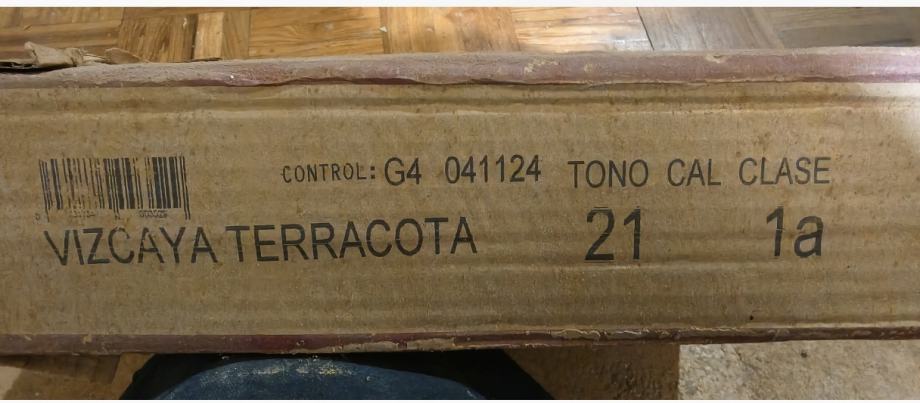 CONTROL: G4 041124 TONO CAL CLASE
VIZCAYA TERRACOTA 21 1a